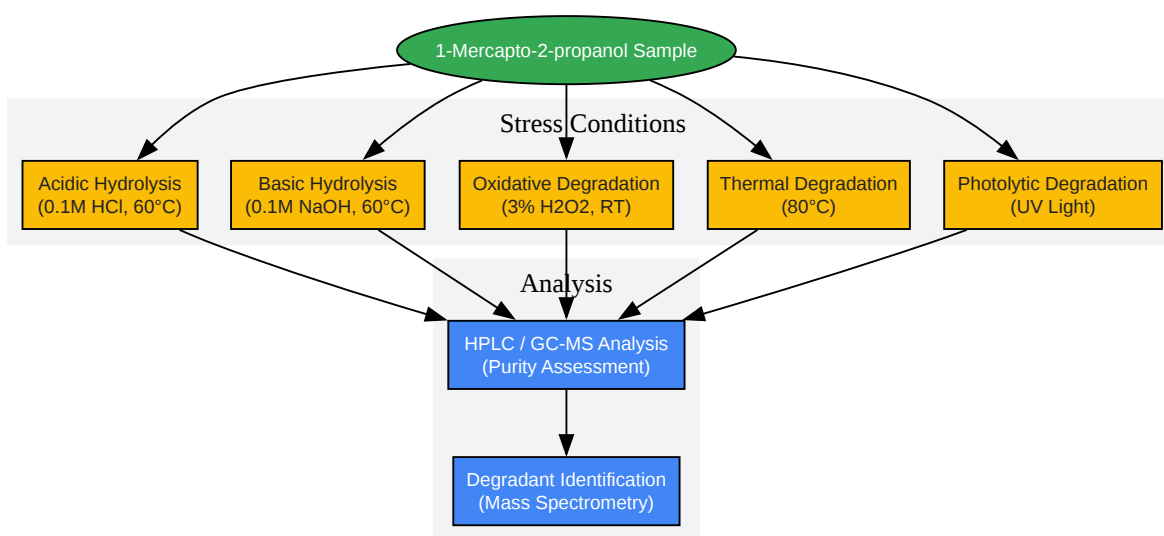 1-Mercapto-2-propanol Sample
Stress Conditions
Acidic Hydrolysis
(0.1M HCl, 60°C)
Basic Hydrolysis
(0.1M NaOH, 60°C)
Oxidative Degradation
(3% H2O2, RT)
Thermal Degradation
(80°C)
Photolytic Degradation
(UV Light)
Analysis
HPLC / GC-MS Analysis
(Purity Assessment)
Degradant Identification
(Mass Spectrometry)